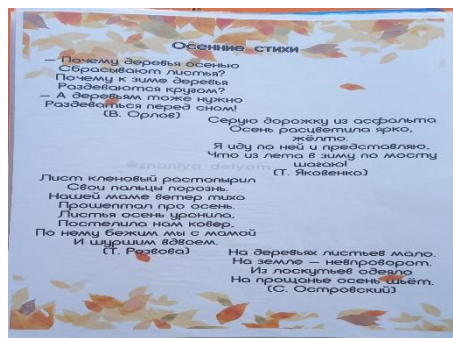 Осенние стихи
— Почему деревья осенью
Сбрасывают листья?
Почему к зиме деревья
Раздеваются кругом?
— А деревьям тоже нужно
Раздеваться перед сном!
(В. Орлов)
Серую дорожку из асфальта
Осень расцветила ярко,
жёлто.
Я иду по ней и представляю,
Что из лета в зиму по мосту
шагаю!
(Т. Яковенко)
@znaniya_detyam
Лист кленовый растопырил
Свои пальцы порознь.
Нашей маме ветер тихо
Прошептал про осень.
Листья осень уронила,
Постелила нам ковер,
По нему бежим мы с мамой
И шуршим вдвоем.
(Т. Резвова)
На деревьях листьев мало.
На земле — невпроворот.
Из лоскутьев одеяло
На прощанье осень шьёт.
(С. Островский)